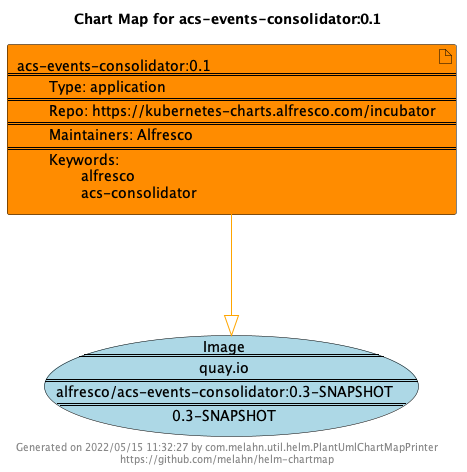 Chart Map for acs-events-consolidator:0.1
acs-events-consolidator:0.1
Type: application
Repo: https://kubernetes-charts.alfresco.com/incubator
Maintainers: Alfresco
Keywords:
alfresco
acs-consolidator
Image
quay.io
alfresco/acs-events-consolidator:0.3-SNAPSHOT
0.3-SNAPSHOT
Generated on 2022/05/15 11:32:27 by com.melahn.util.helm.PlantUmlChartMapPrinter
https://github.com/melahn/helm-chartmap